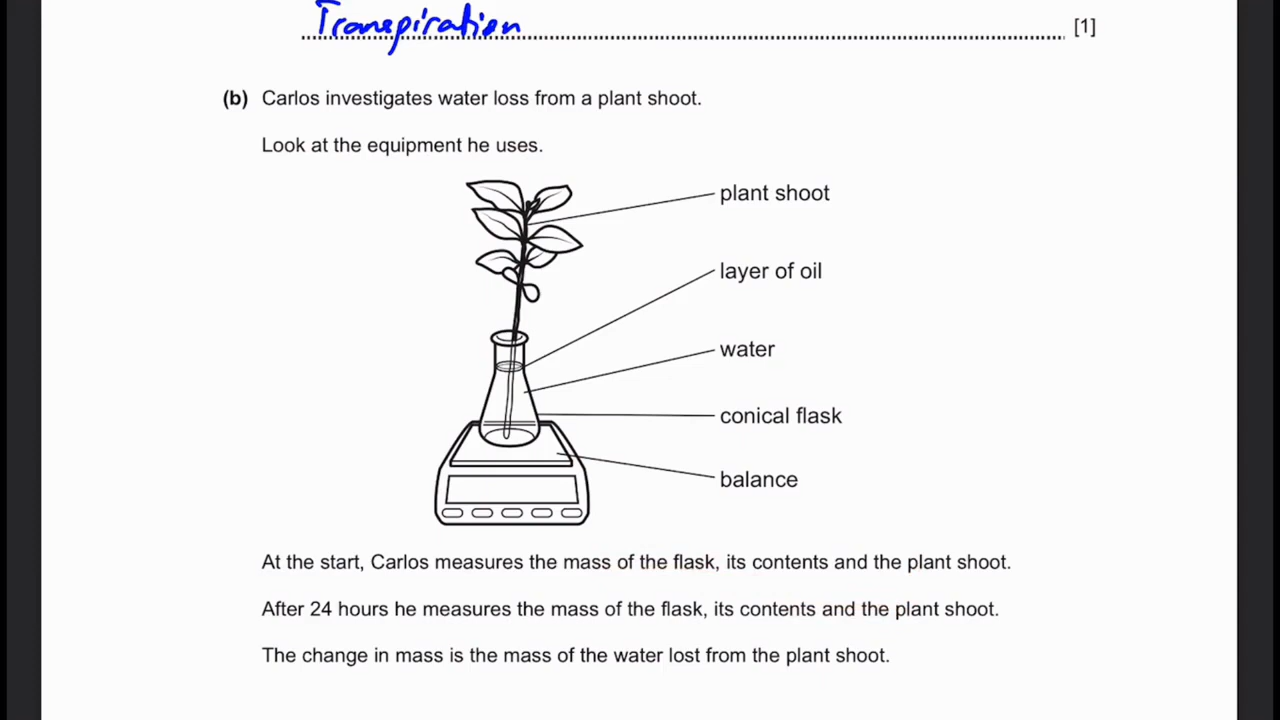 Transpiration [1]
(b) Carlos investigates water loss from a plant shoot.
Look at the equipment he uses.
plant shoot
layer of oil
water
conical flask
balance
At the start, Carlos measures the mass of the flask, its contents and the plant shoot.
After 24 hours he measures the mass of the flask, its contents and the plant shoot.
The change in mass is the mass of the water lost from the plant shoot.